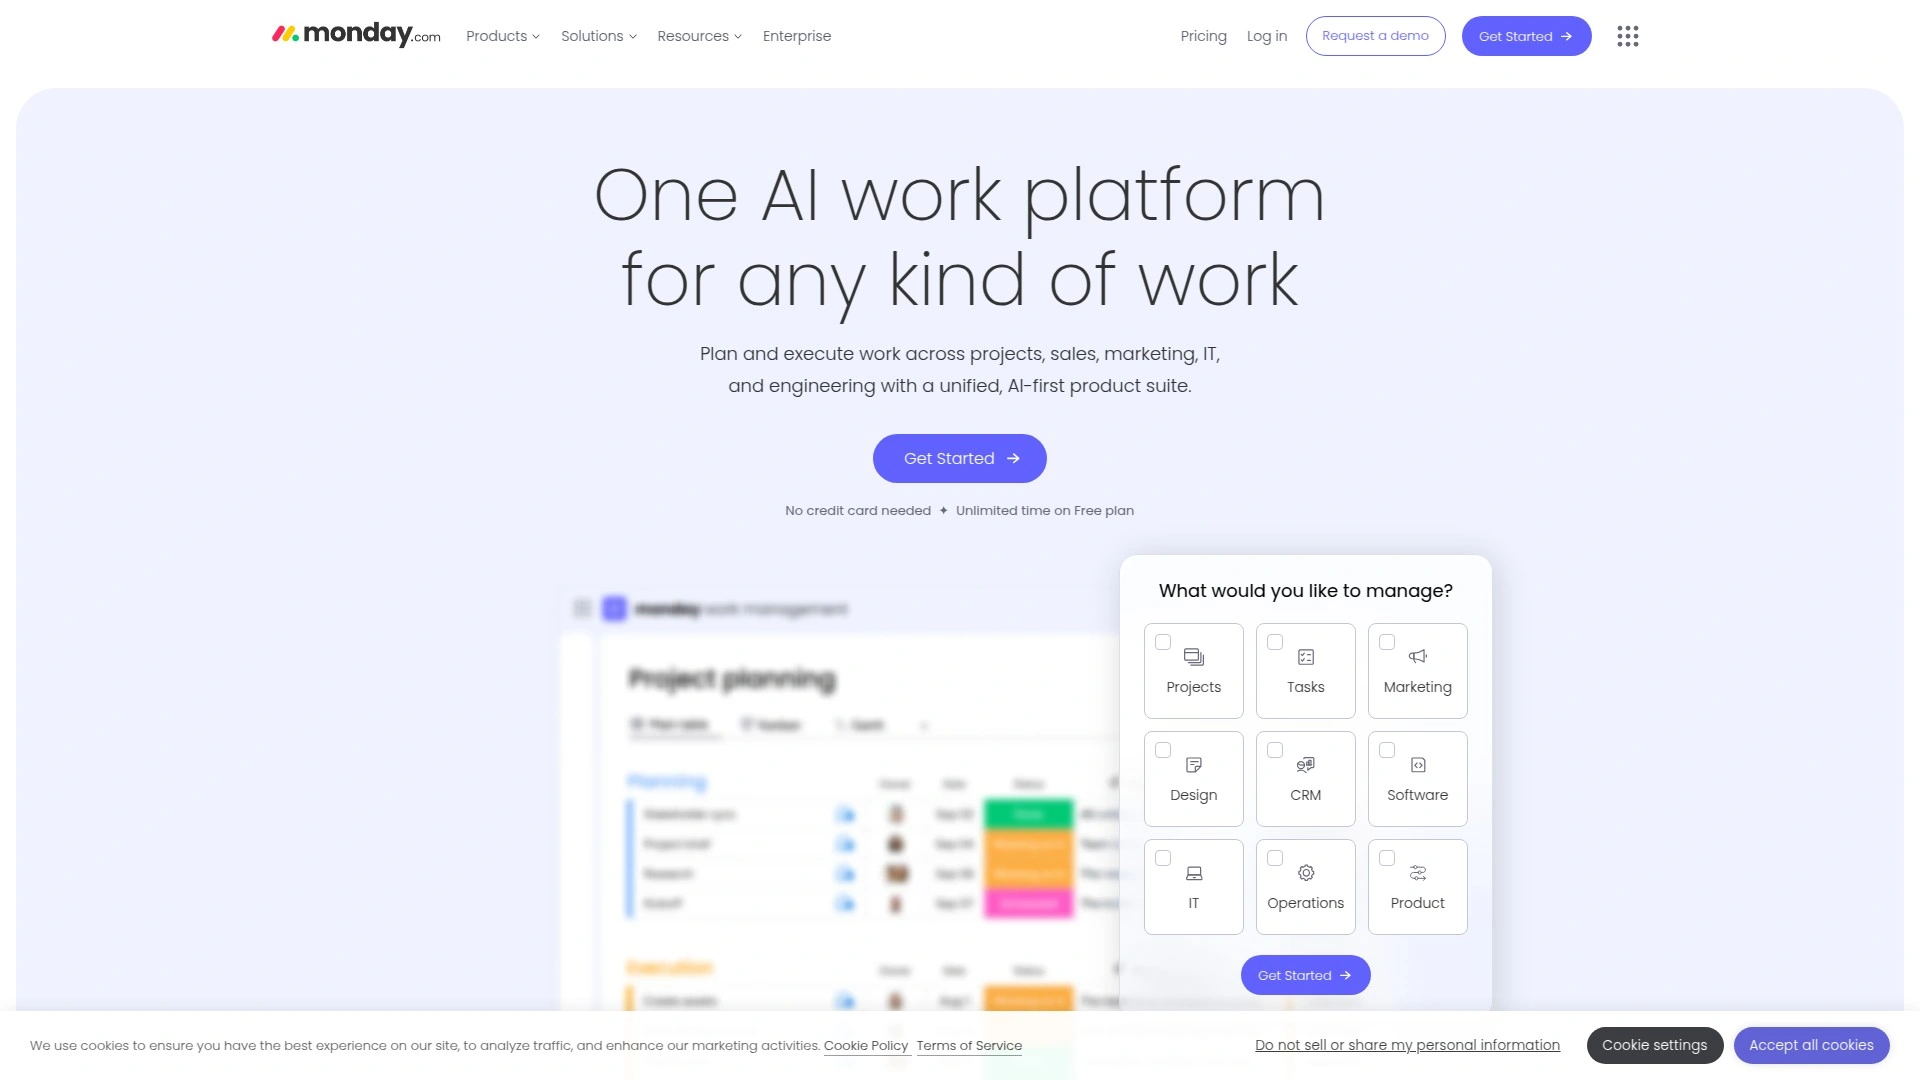 monday.com
Products
Solutions
Resources
Enterprise
Pricing
Log in
Request a demo
Get Started →
One AI work platform
for any kind of work
Plan and execute work across projects, sales, marketing, IT,
and engineering with a unified, AI-first product suite.
Get Started →
No credit card needed ✦ Unlimited time on Free plan
monday work management
Project planning
Planning
Execution
What would you like to manage?
Projects
Tasks
Marketing
Design
CRM
Software
IT
Operations
Product
Get Started →
We use cookies to ensure you have the best experience on our site, to analyze traffic, and enhance our marketing activities. Cookie Policy Terms of Service
Do not sell or share my personal information
Cookie settings
Accept all cookies